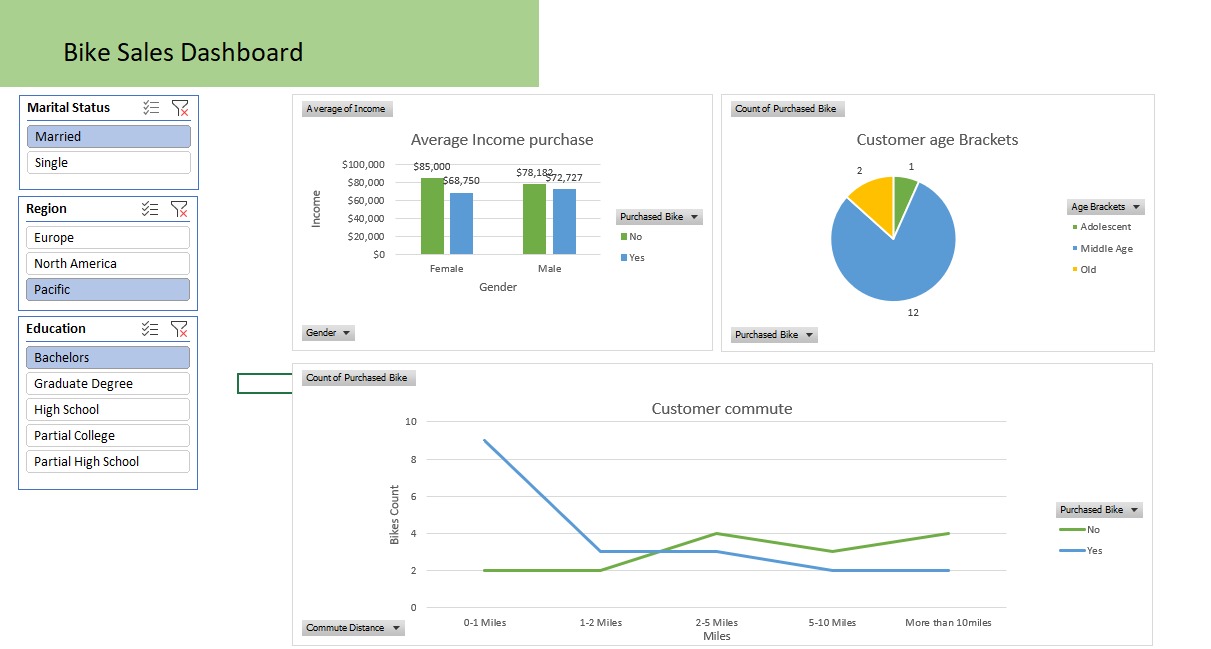 Bike Sales Dashboard
Marital Status
Married
Single
Region
Europe
North America
Pacific
Education
Bachelors
Graduate Degree
High School
Partial College
Partial High School
Average of Income
Average Income purchase
$100,000
$80,000
$60,000
$40,000
$20,000
$0
Income
$85,000
$68,750
$78,182
$72,727
Female
Male
Gender
Purchased Bike
No
Yes
Gender
Count of Purchased Bike
Customer age Brackets
2
1
12
Age Brackets
Adolescent
Middle Age
Old
Purchased Bike
Count of Purchased Bike
Customer commute
10
8
6
4
2
0
Bikes Count
0-1 Miles
1-2 Miles
2-5 Miles
5-10 Miles
More than 10miles
Miles
Purchased Bike
No
Yes
Commute Distance